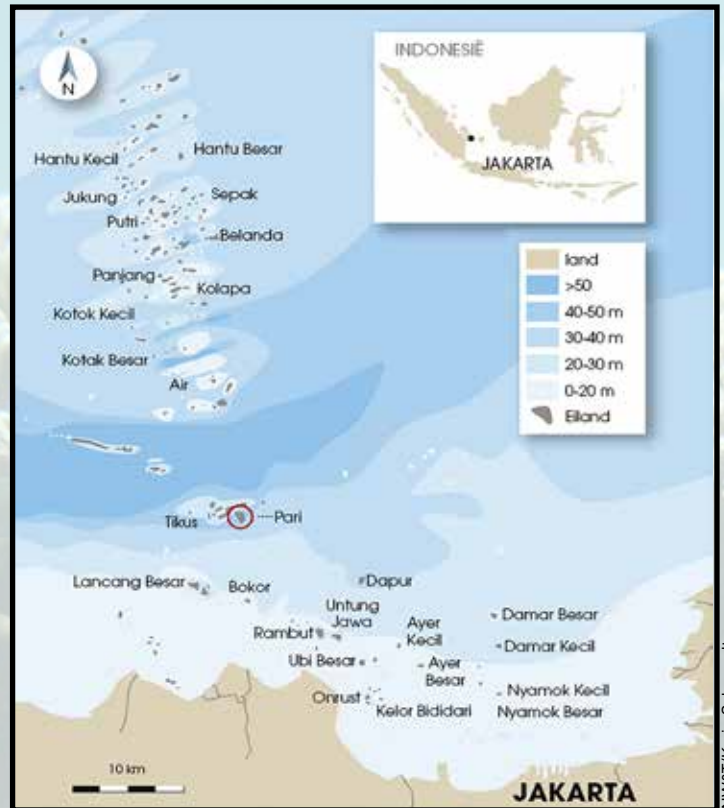 N
INDONESIË
JAKARTA
Hantu Kecil
Hantu Besar
Jukung
Sepak
Putri
Belanda
Panjang
Kolapa
Kotok Kecil
Kotak Besar
Air
land
>50
40-50 m
30-40 m
20-30 m
0-20 m
Eiland
Tikus
Pari
Lancang Besar
Bokor
Dapur
Untung
Jawa
Rambut
Ayer
Kecil
Damar Besar
Damar Kecil
Ubi Besar
Ayer
Besar
Onrust
Kelor Bididari
Nyamok Kecil
Nyamok Besar
10 km
JAKARTA